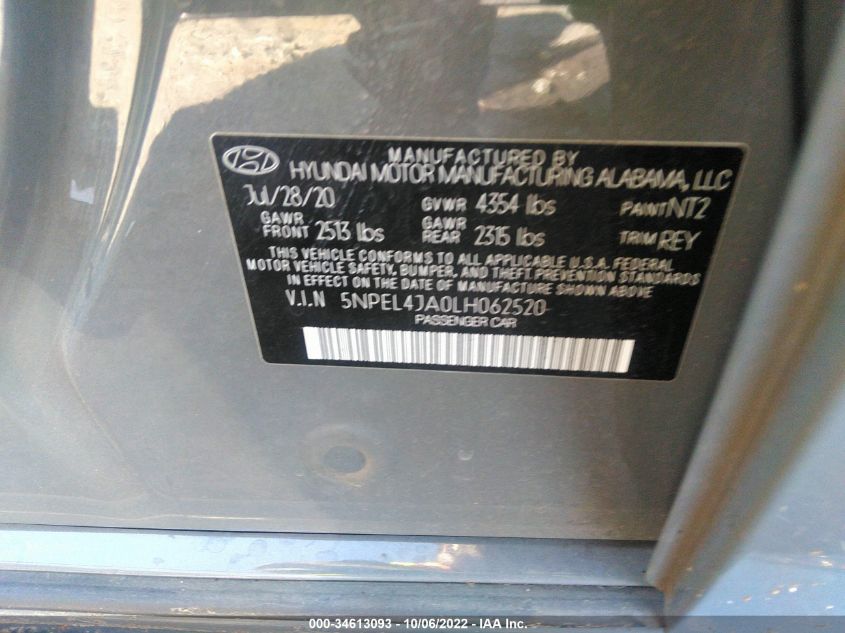 MANUFACTURED BY
HYUNDAI MOTOR MANUFACTURING ALABAMA, LLC
Jul/28/20 GVWR 4354 lbs PAINT NT2
GAWR FRONT 2513 lbs GAWR REAR 2315 lbs TRIM REY
THIS VEHICLE CONFORMS TO ALL APPLICABLE U.S.A. FEDERAL
MOTOR VEHICLE SAFETY, BUMPER, AND THEFT PREVENTION STANDARDS
IN EFFECT ON THE DATE OF MANUFACTURE SHOWN ABOVE
V.I.N 5NPEL4JA0LH062520
PASSENGER CAR
000-34613093 - 10/06/2022 - IAA Inc.